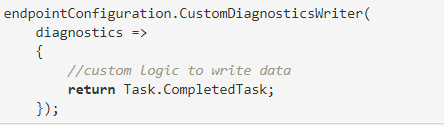 endpointConfiguration.CustomDiagnosticsWriter(
    diagnostics =>
    {
        //custom logic to write data
        return Task.CompletedTask;
    });